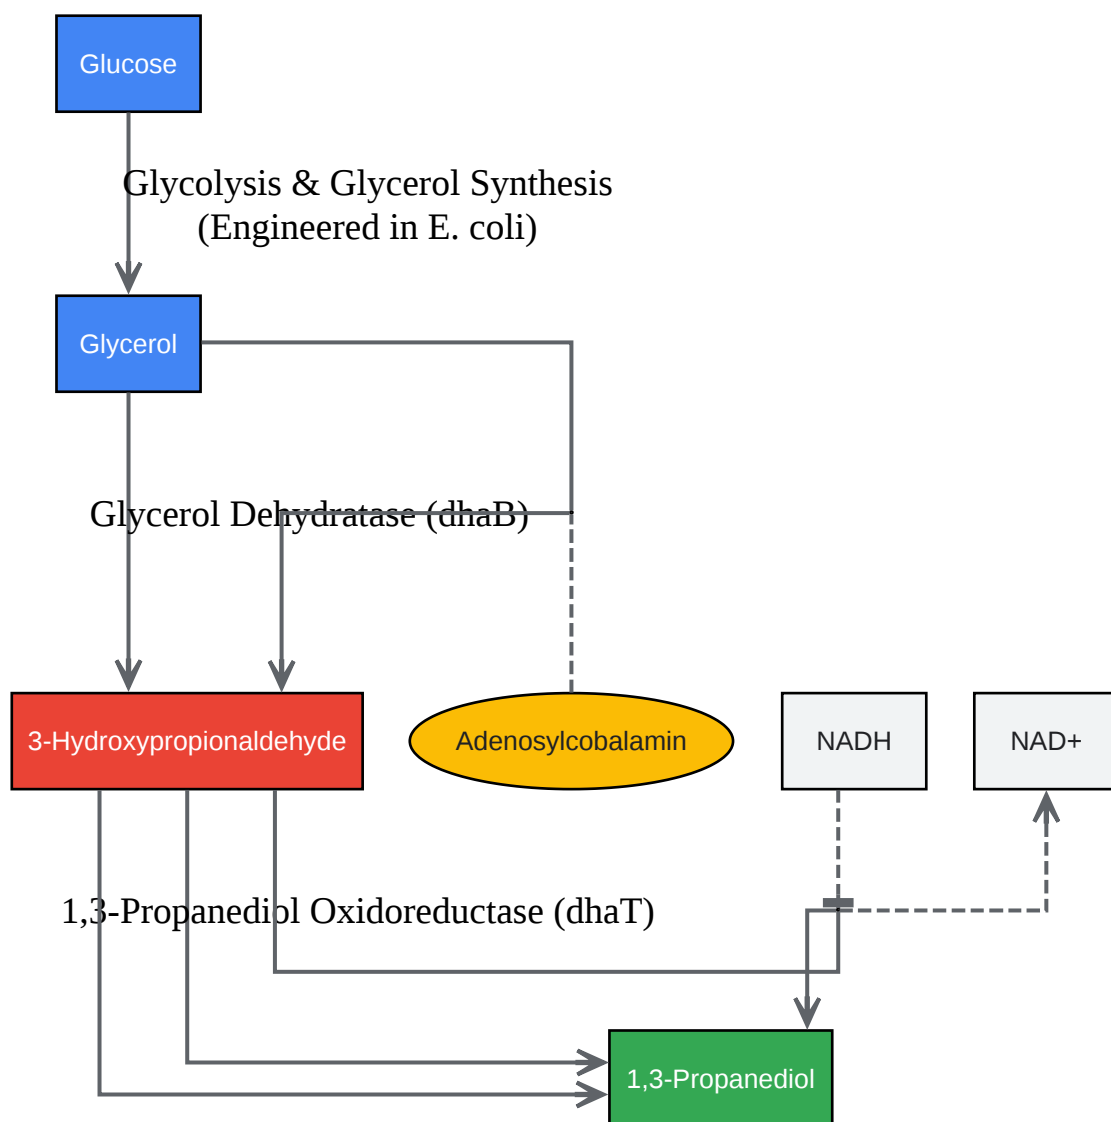 Glucose
Glycolysis & Glycerol Synthesis
(Engineered in E. coli)
Glycerol
Glycerol Dehydratase (dhaB)
3-Hydroxypropionaldehyde
Adenosylcobalamin
NADH
NAD+
1,3-Propanediol Oxidoreductase (dhaT)
1,3-Propanediol